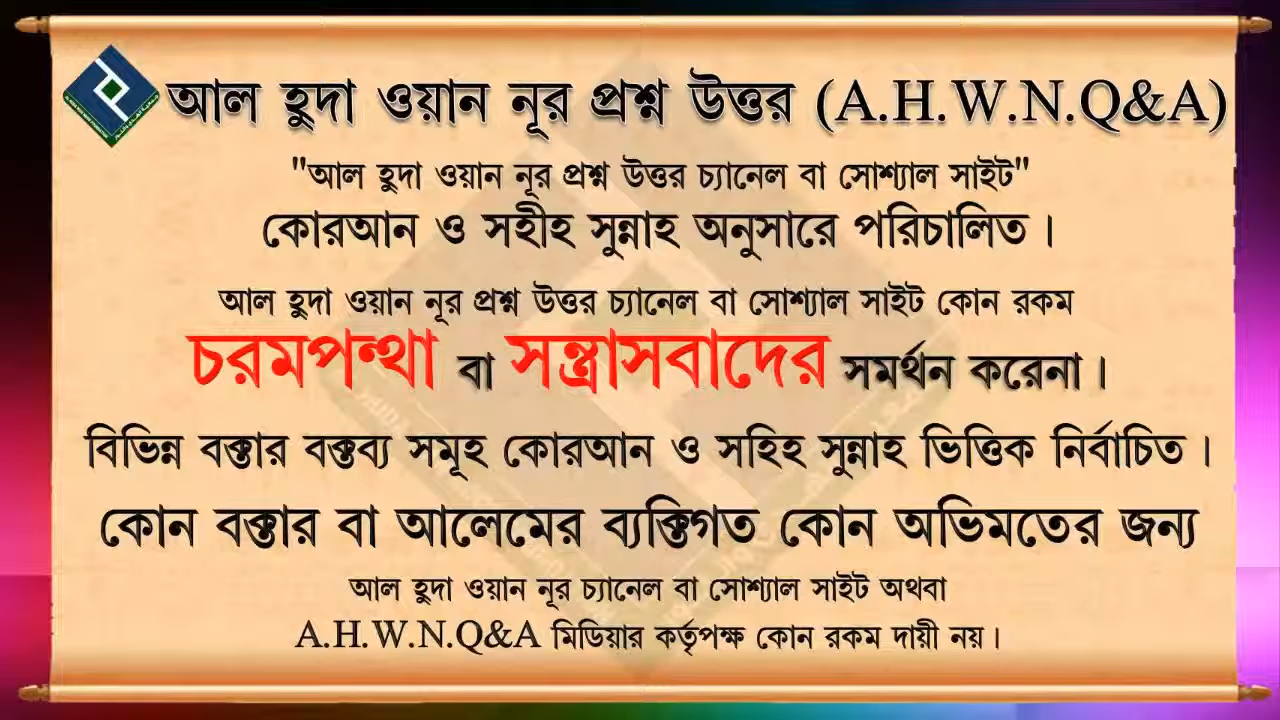 আল হুদা ওয়ান নূর প্রশ্ন উত্তর (A.H.W.N.Q&A)
"আল হুদা ওয়ান নূর প্রশ্ন উত্তর চ্যানেল বা সোশ্যাল সাইট"
কোরআন ও সহীহ সুন্নাহ অনুসারে পরিচালিত।
আল হুদা ওয়ান নূর প্রশ্ন উত্তর চ্যানেল বা সোশ্যাল সাইট কোন রকম
চরমপন্থা বা সন্ত্রাসবাদের সমর্থন করেনা।
বিভিন্ন বক্তার বক্তব্য সমূহ কোরআন ও সহিহ সুন্নাহ ভিত্তিক নির্বাচিত।
কোন বক্তার বা আলেমের ব্যক্তিগত কোন অভিমতের জন্য
আল হুদা ওয়ান নূর চ্যানেল বা সোশ্যাল সাইট অথবা
A.H.W.N.Q&A মিডিয়ার কর্তৃপক্ষ কোন রকম দায়ী নয়।